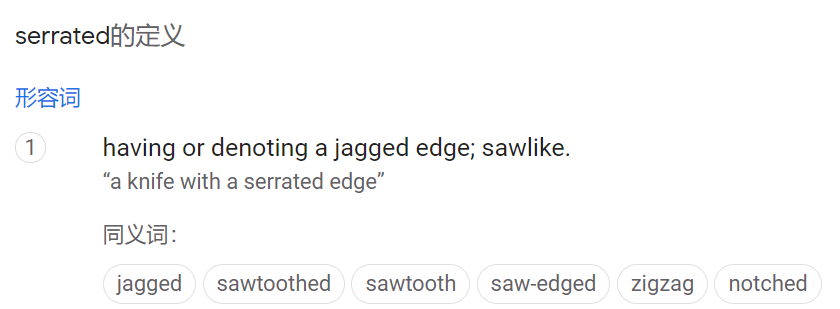 serrated的定义
形容词
1 having or denoting a jagged edge; sawlike.
“a knife with a serrated edge”
同义词：
jagged sawtoothed sawtooth saw-edged zigzag notched